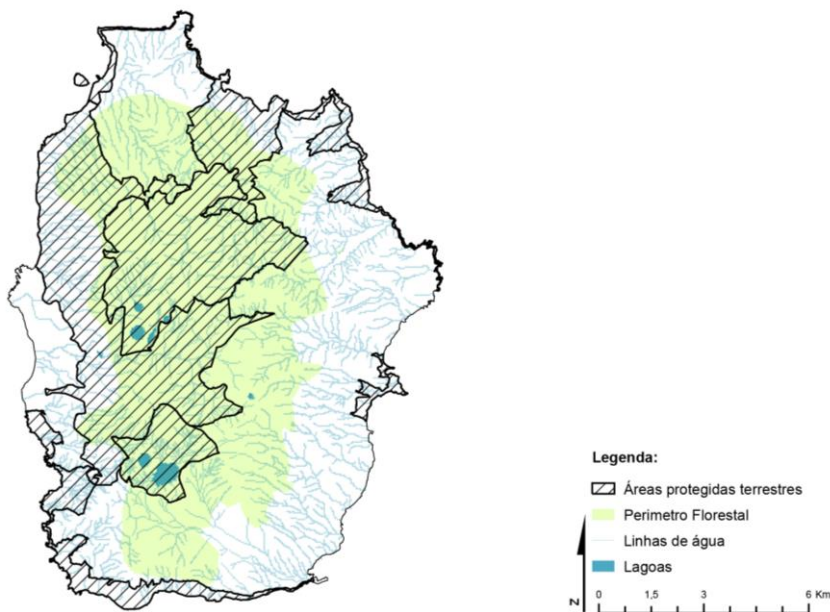 Legenda:
Áreas protegidas terrestres
Perimetro Florestal
Linhas de água
Lagoas
N
0 1,5 3 6 Km